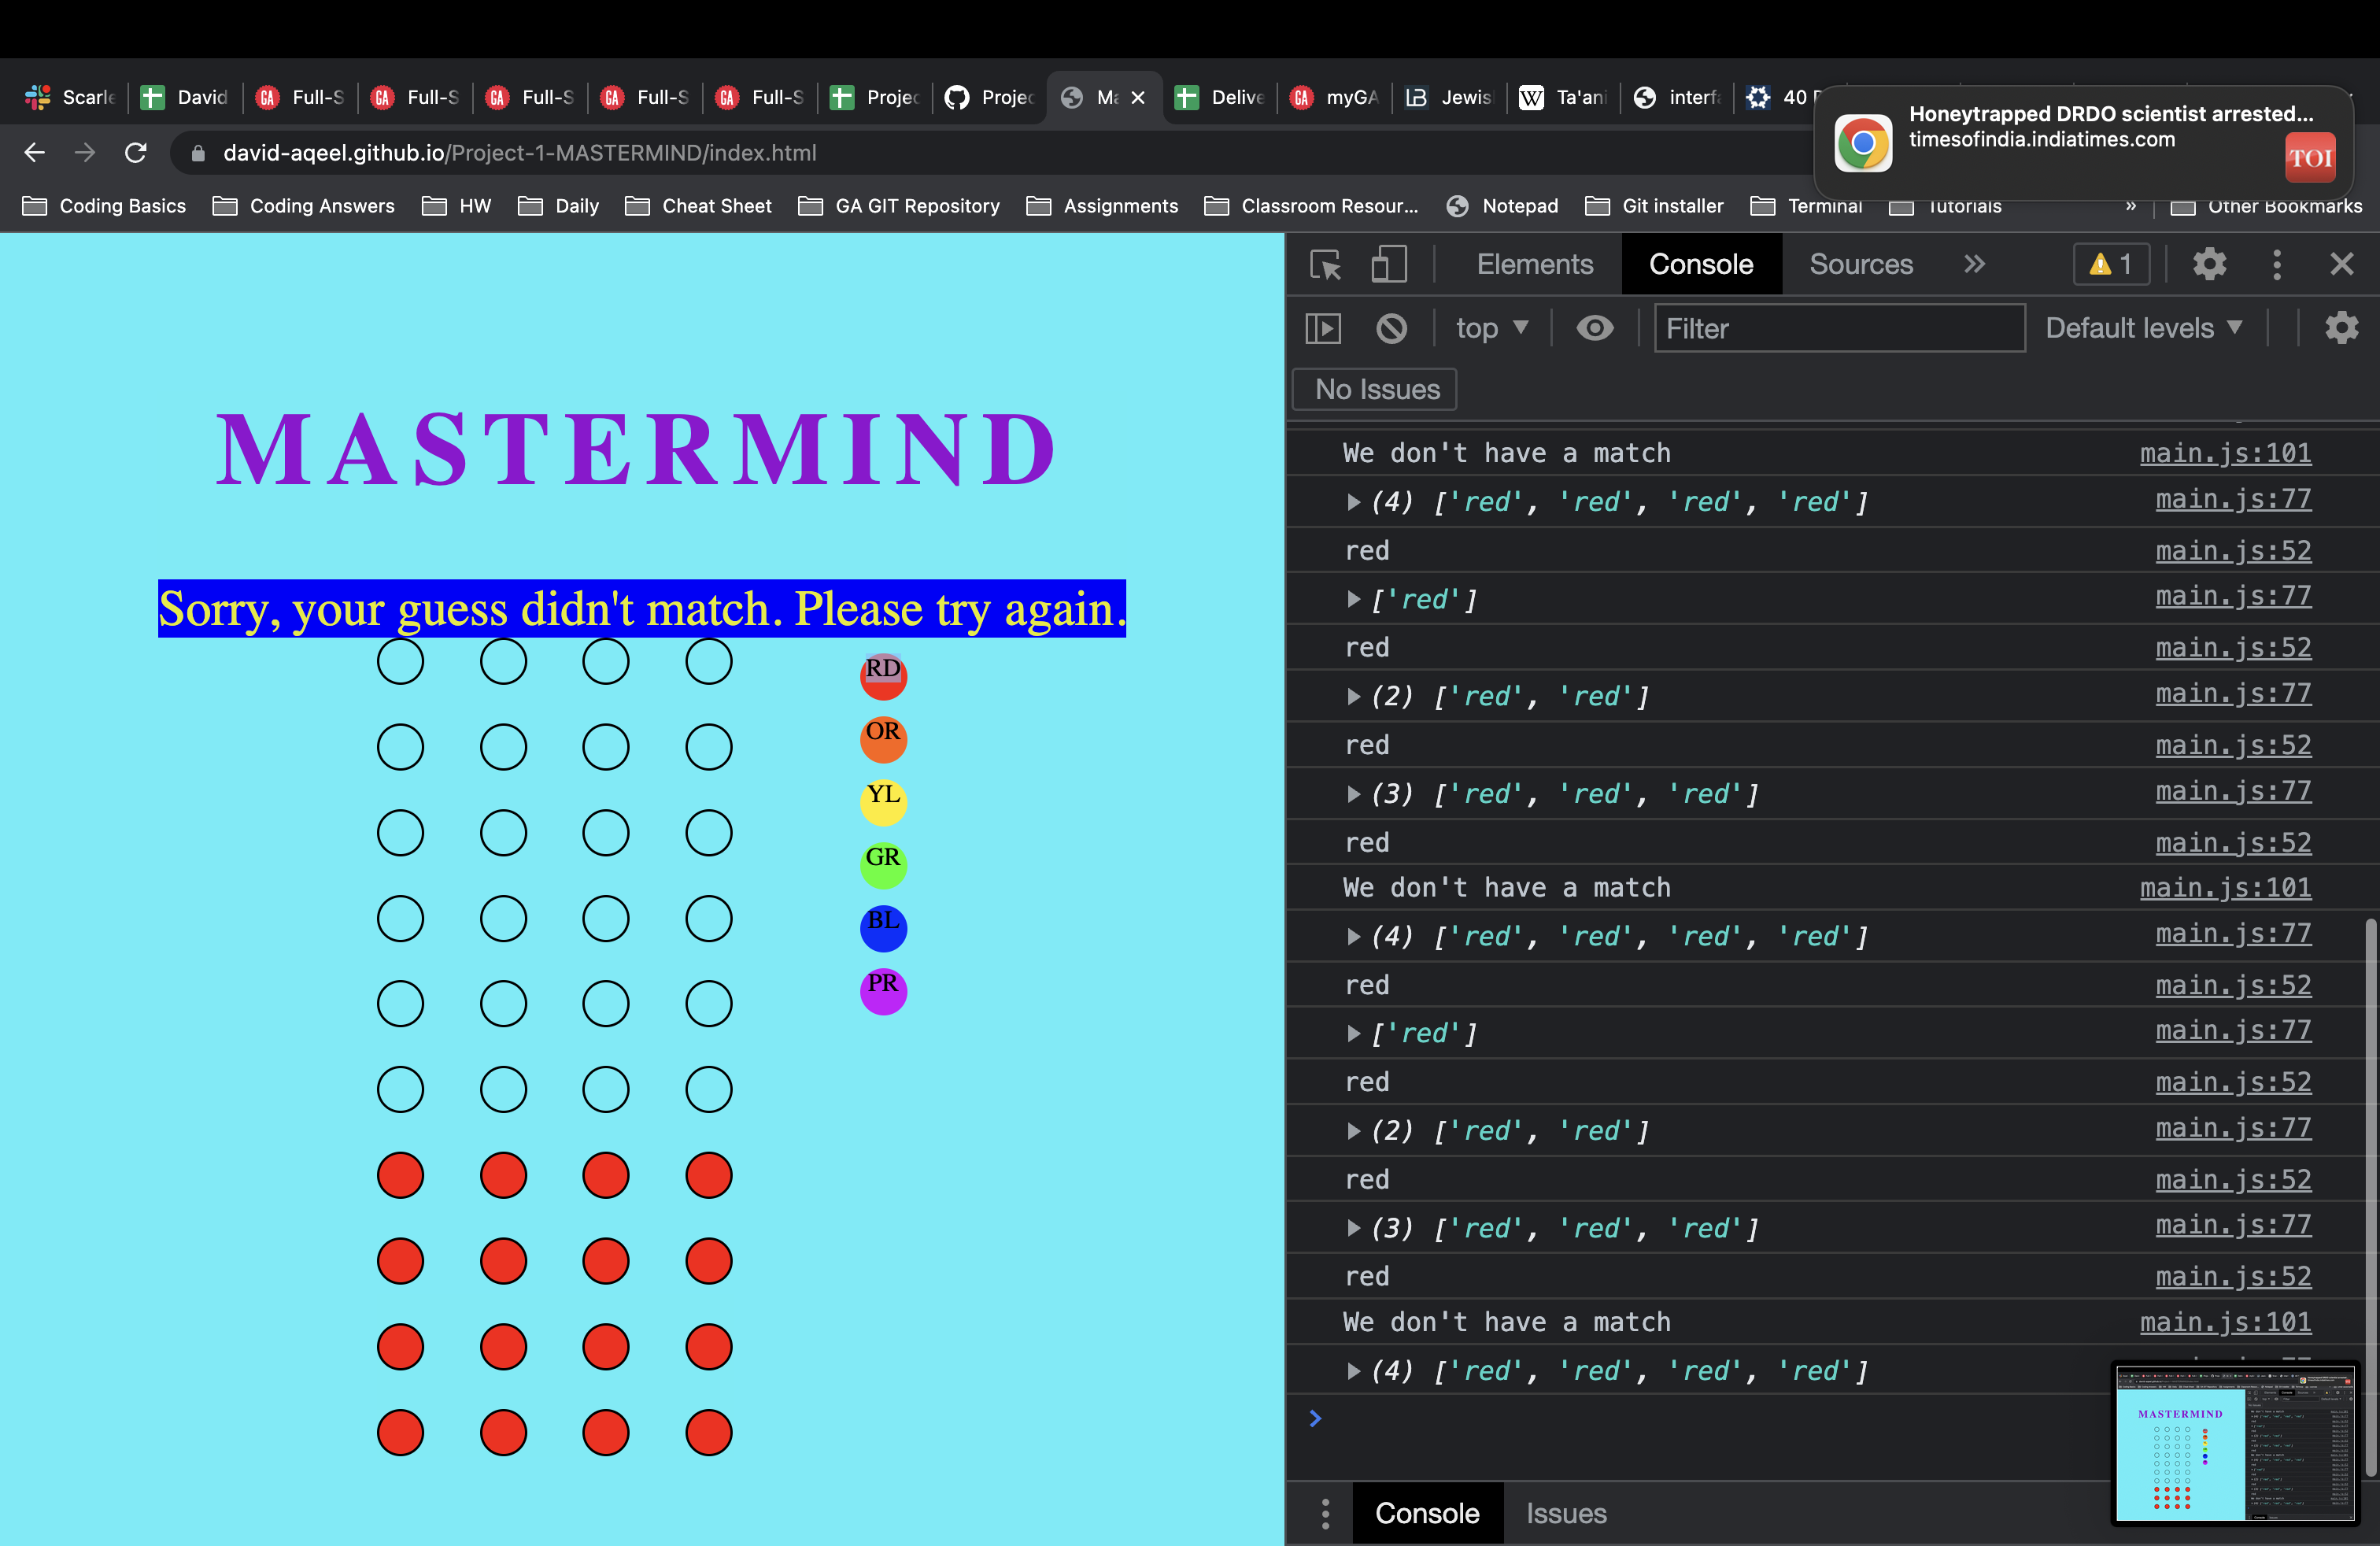 Scarle David Full-S Full-S Full-S Full-S Full-S Projec Projec Ma Delive myGA Jewis Ta'ani interfa 40
Honeytrapped DRDO scientist arrested...
timesofindia.indiatimes.com
TOI
david-aqeel.github.io/Project-1-MASTERMIND/index.html
Coding Basics Coding Answers HW Daily Cheat Sheet GA GIT Repository Assignments Classroom Resour... Notepad Git installer Terminal Tutorials » Other Bookmarks
MASTERMIND
Sorry, your guess didn't match. Please try again.
RD
OR
YL
GR
BL
PR
Elements Console Sources » 1
top Filter Default levels
No Issues
We don't have a match main.js:101
(4) ['red', 'red', 'red', 'red'] main.js:77
red main.js:52
['red'] main.js:77
red main.js:52
(2) ['red', 'red'] main.js:77
red main.js:52
(3) ['red', 'red', 'red'] main.js:77
red main.js:52
We don't have a match main.js:101
(4) ['red', 'red', 'red', 'red'] main.js:77
red main.js:52
['red'] main.js:77
red main.js:52
(2) ['red', 'red'] main.js:77
red main.js:52
(3) ['red', 'red', 'red'] main.js:77
red main.js:52
We don't have a match main.js:101
(4) ['red', 'red', 'red', 'red']
MASTERMIND
Console Issues